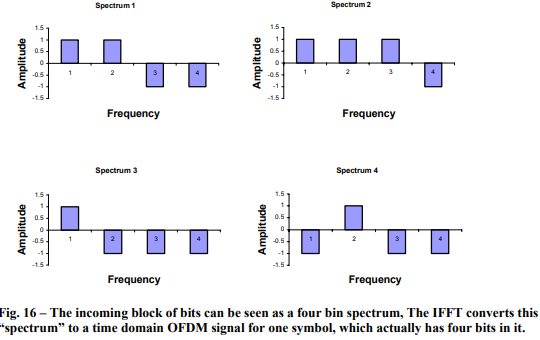 Spectrum 1
1.5
1
0.5
0
-0.5
-1
-1.5
Amplitude
1 2 3 4
Frequency
Spectrum 2
1.5
1
0.5
0
-0.5
-1
-1.5
Amplitude
1 2 3 4
Frequency
Spectrum 3
1.5
1
0.5
0
-0.5
-1
-1.5
Amplitude
1 2 3 4
Frequency
Spectrum 4
1.5
1
0.5
0
-0.5
-1
-1.5
Amplitude
1 2 3 4
Frequency
Fig. 16 – The incoming block of bits can be seen as a four bin spectrum, The IFFT converts this
“spectrum” to a time domain OFDM signal for one symbol, which actually has four bits in it.